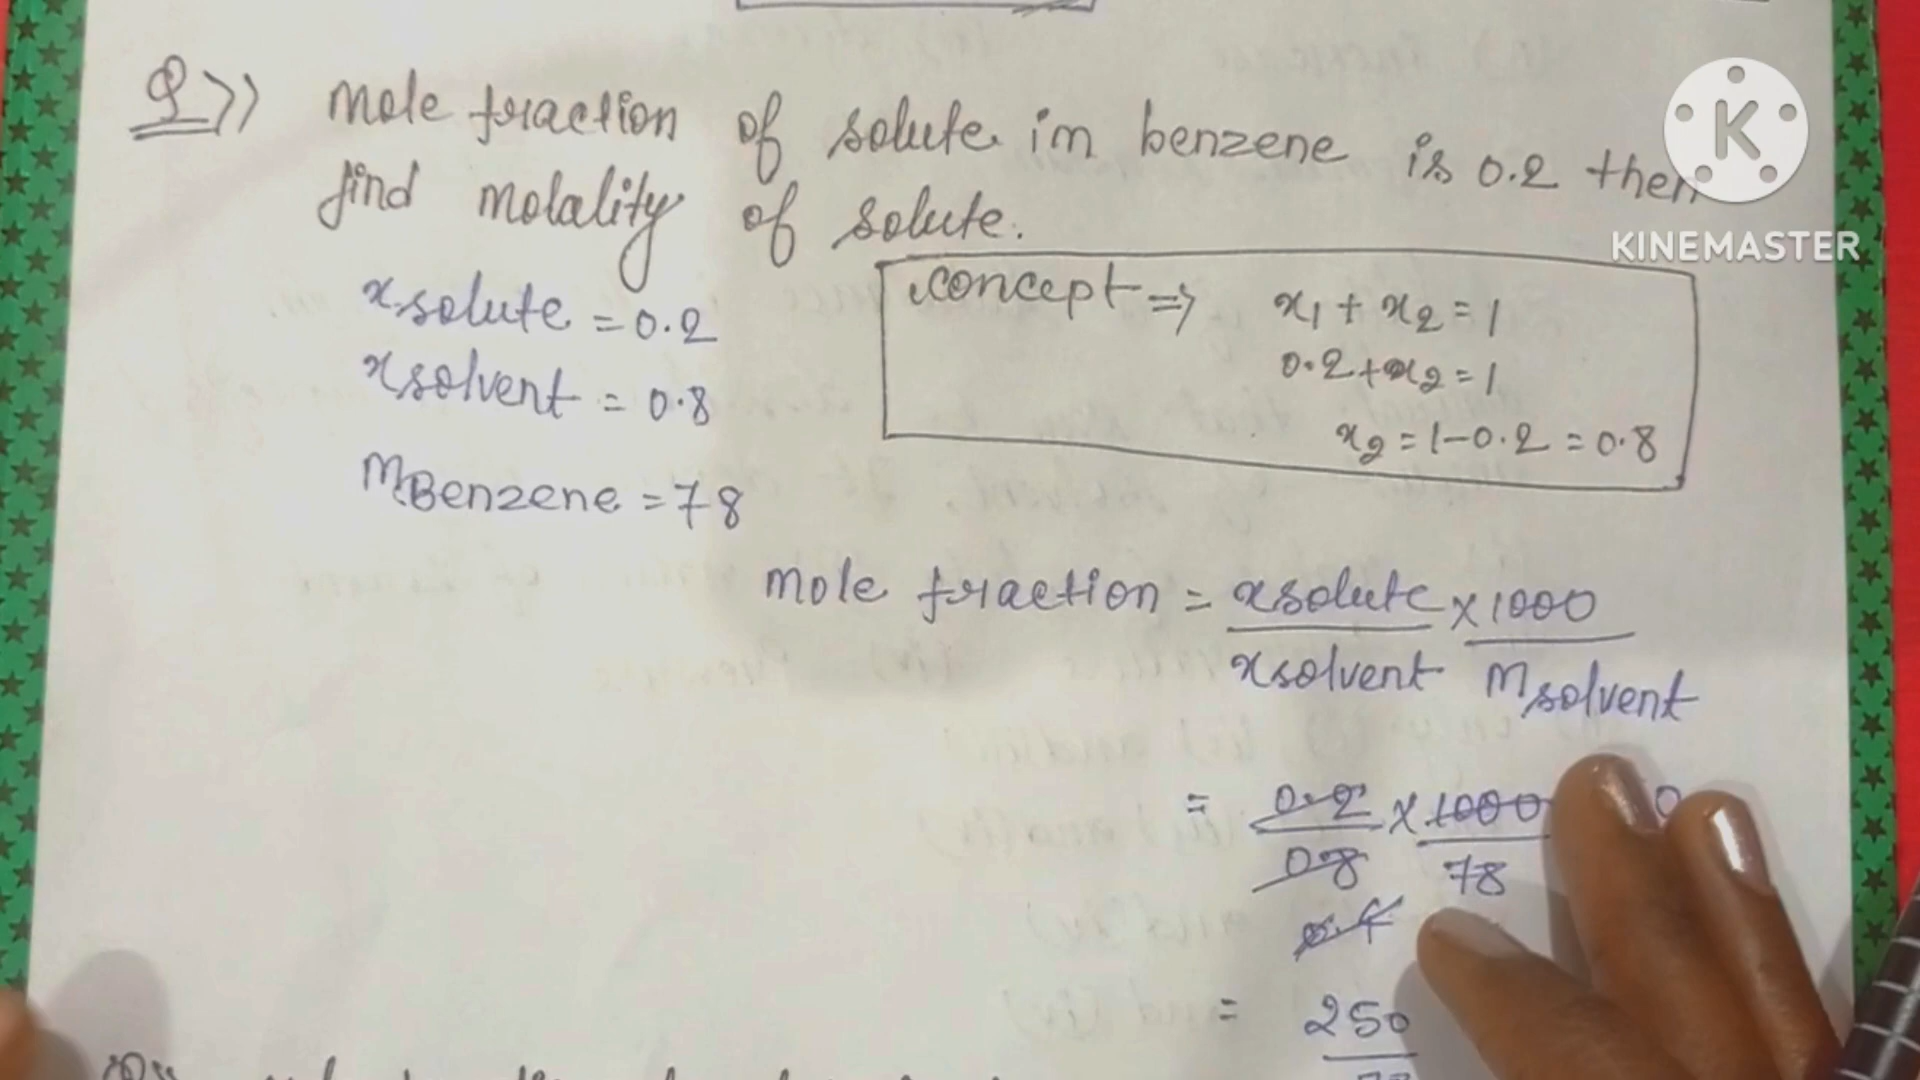 Q>> Mole fraction of solute in benzene is 0.2 then
find molality of solute.
x solute = 0.2
x solvent = 0.8
M Benzene = 78
concept ⇒ x₁ + x₂ = 1
0.2 + x₂ = 1
x₂ = 1 - 0.2 = 0.8
Mole fraction = x solute / x solvent × 1000 / M solvent
= 0.2 / 0.8 × 1000 / 78
0.4
= 250
K
KINEMASTER